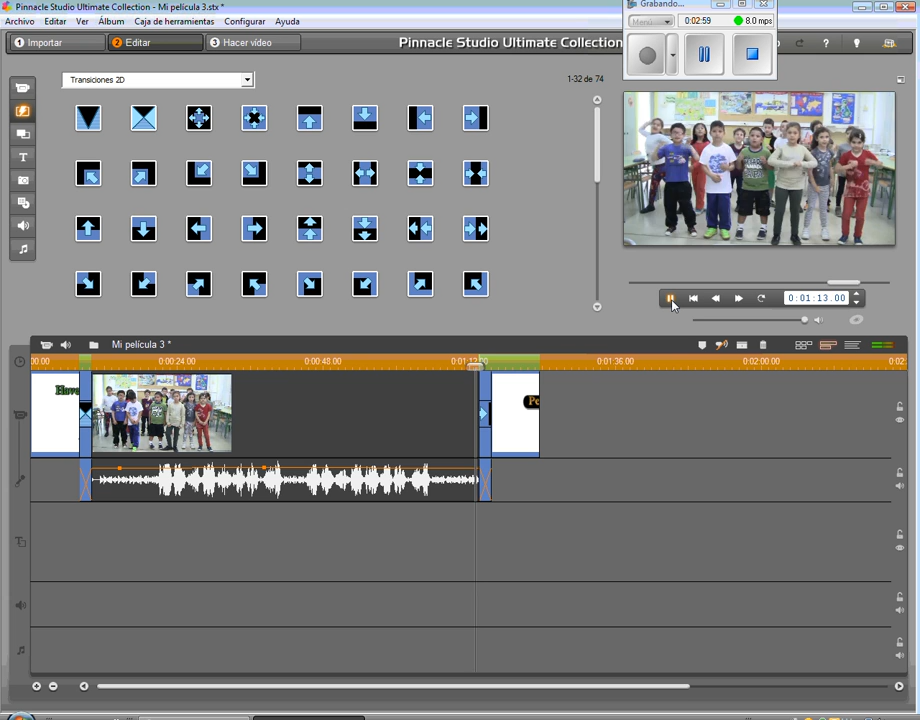 Pinnacle Studio Ultimate Collection - Mi película 3.stx *
Grabando...
Archivo Editar Ver Álbum Caja de herramientas Configurar Ayuda
Menú 0:02:59 8.0 mps
1 Importar 2 Editar 3 Hacer vídeo Pinnacle Studio Ultimate Collection
Transiciones 2D 1-32 de 74
0:01:13.00
Mi película 3 *
00:00 0:00:24:00 0:00:48:00 0:01:12:00 0:01:36:00 0:02:00:00 0:02: